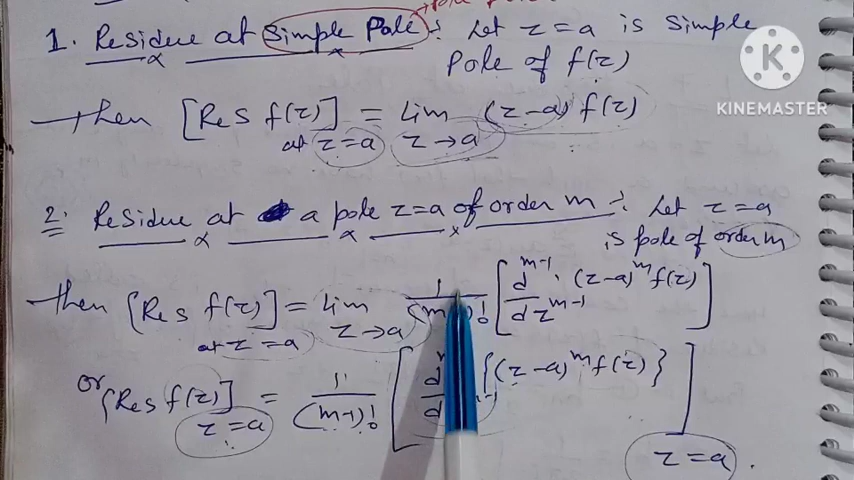 1. Residue at Simple Pole : Let z = a is Simple
Pole of f(z)
KINEMASTER
then [Res f(z)] = lim (z-a) f(z)
at z=a z→a
2. Residue at a pole z=a of order m : Let z=a
is pole of order m
then [Res f(z)] = lim 1/(m-1)! [d^m-1/dz^m-1 · (z-a)^m f(z)]
at z=a z→a
or [Res f(z)] = 1/(m-1)! [ {(z-a)^m f(z)} ]
z=a z=a.